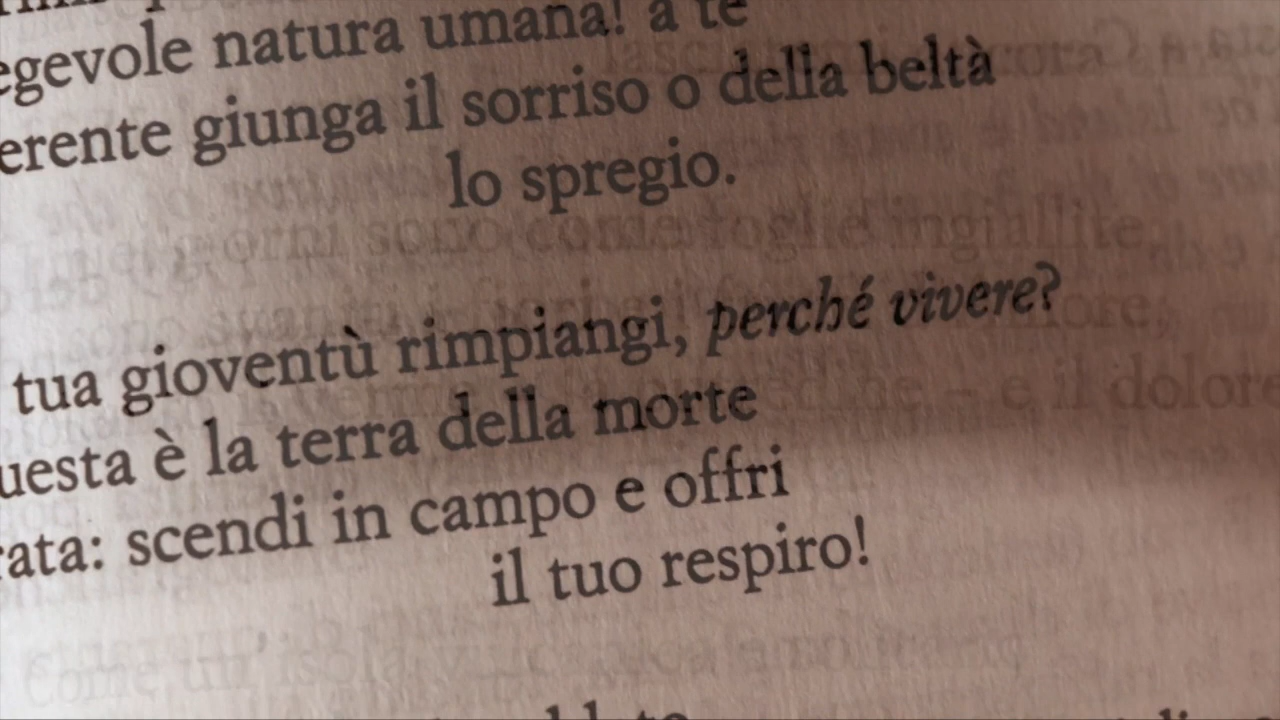 egevole natura umana! a te
erente giunga il sorriso o della beltà
lo spregio.
tua gioventù rimpiangi, perché vivere?
uesta è la terra della morte
rata: scendi in campo e offri
il tuo respiro!